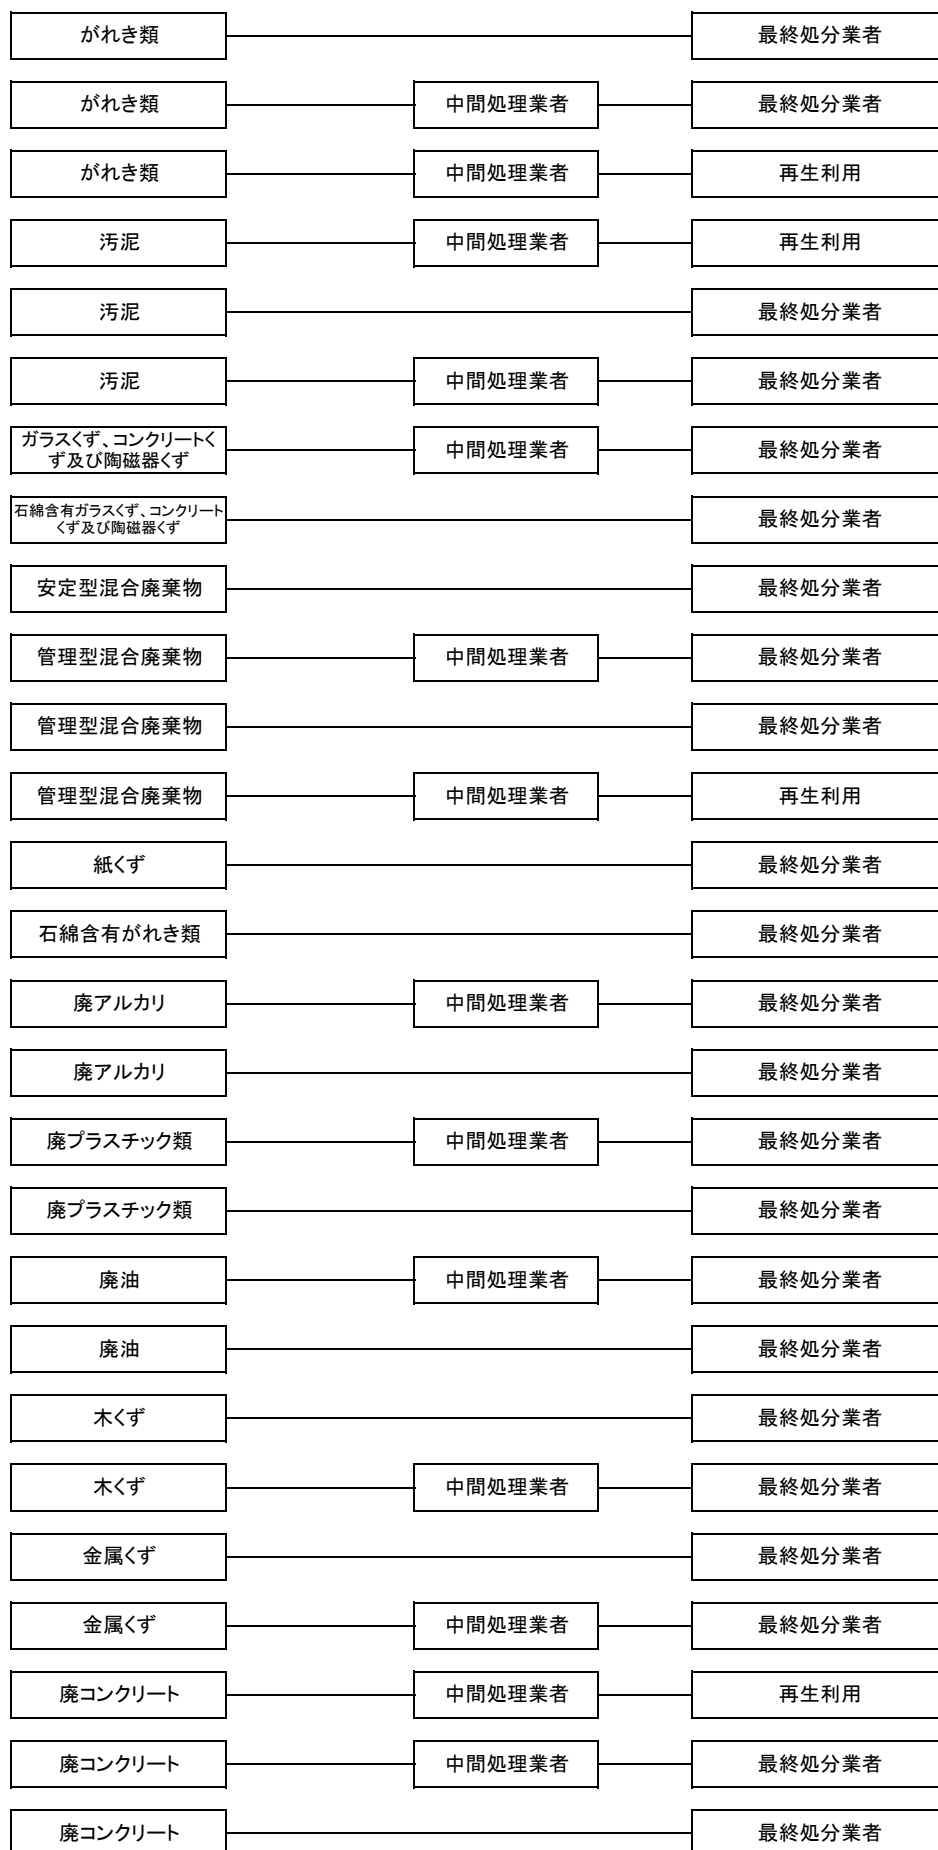 がれき類 最終処分業者
がれき類 中間処理業者 最終処分業者
がれき類 中間処理業者 再生利用
汚泥 中間処理業者 再生利用
汚泥 最終処分業者
汚泥 中間処理業者 最終処分業者
ガラスくず、コンクリートく
ず及び陶磁器くず 中間処理業者 最終処分業者
石綿含有ガラスくず、コンクリート
くず及び陶磁器くず 最終処分業者
安定型混合廃棄物 最終処分業者
管理型混合廃棄物 中間処理業者 最終処分業者
管理型混合廃棄物 最終処分業者
管理型混合廃棄物 中間処理業者 再生利用
紙くず 最終処分業者
石綿含有がれき類 最終処分業者
廃アルカリ 中間処理業者 最終処分業者
廃アルカリ 最終処分業者
廃プラスチック類 中間処理業者 最終処分業者
廃プラスチック類 最終処分業者
廃油 中間処理業者 最終処分業者
廃油 最終処分業者
木くず 最終処分業者
木くず 中間処理業者 最終処分業者
金属くず 最終処分業者
金属くず 中間処理業者 最終処分業者
廃コンクリート 中間処理業者 再生利用
廃コンクリート 中間処理業者 最終処分業者
廃コンクリート 最終処分業者